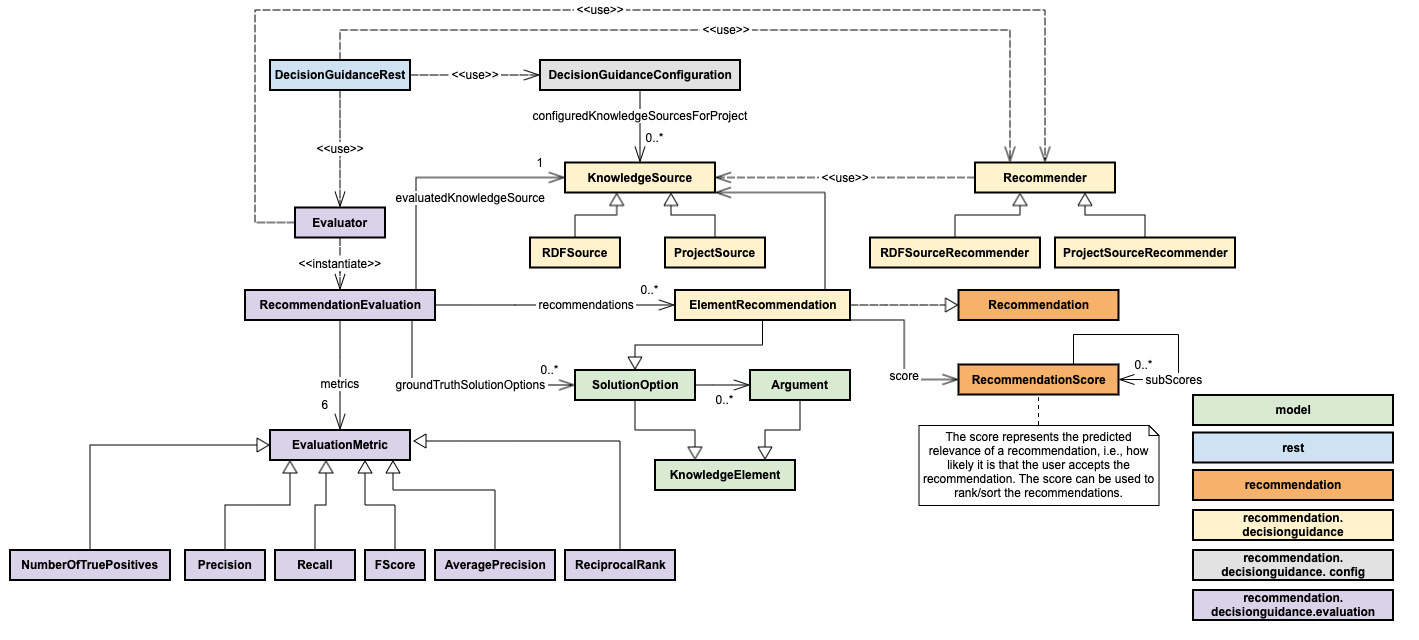 <<use>>
<<use>>
DecisionGuidanceRest
<<use>>
DecisionGuidanceConfiguration
configuredKnowledgeSourcesForProject
0..*
<<use>>
1
KnowledgeSource
<<use>>
Recommender
evaluatedKnowledgeSource
Evaluator
RDFSource
ProjectSource
RDFSourceRecommender
ProjectSourceRecommender
<<instantiate>>
RecommendationEvaluation
recommendations
0..*
ElementRecommendation
Recommendation
metrics
6
groundTruthSolutionOptions
0..*
SolutionOption
0..*
Argument
score
RecommendationScore
0..*
subScores
EvaluationMetric
KnowledgeElement
The score represents the predicted
relevance of a recommendation, i.e., how
likely it is that the user accepts the
recommendation. The score can be used to
rank/sort the recommendations.
NumberOfTruePositives
Precision
Recall
FScore
AveragePrecision
ReciprocalRank
model
rest
recommendation
recommendation.
decisionguidance
recommendation.
decisionguidance. config
recommendation.
decisionguidance.evaluation